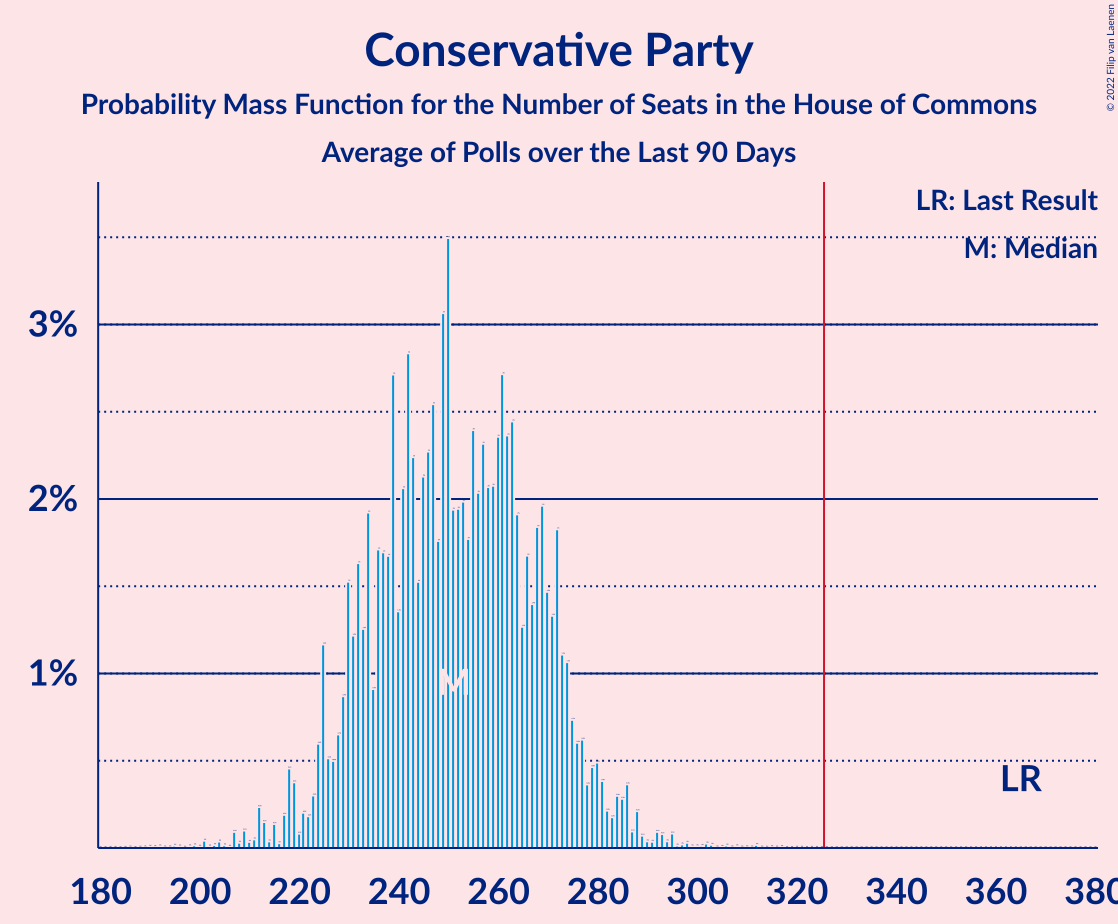 Conservative Party
Probability Mass Function for the Number of Seats in the House of Commons
Average of Polls over the Last 90 Days
© 2022 Filip van Laenen
LR: Last Result
M: Median
3%
2%
1%
M
LR
180 200 220 240 260 280 300 320 340 360 380